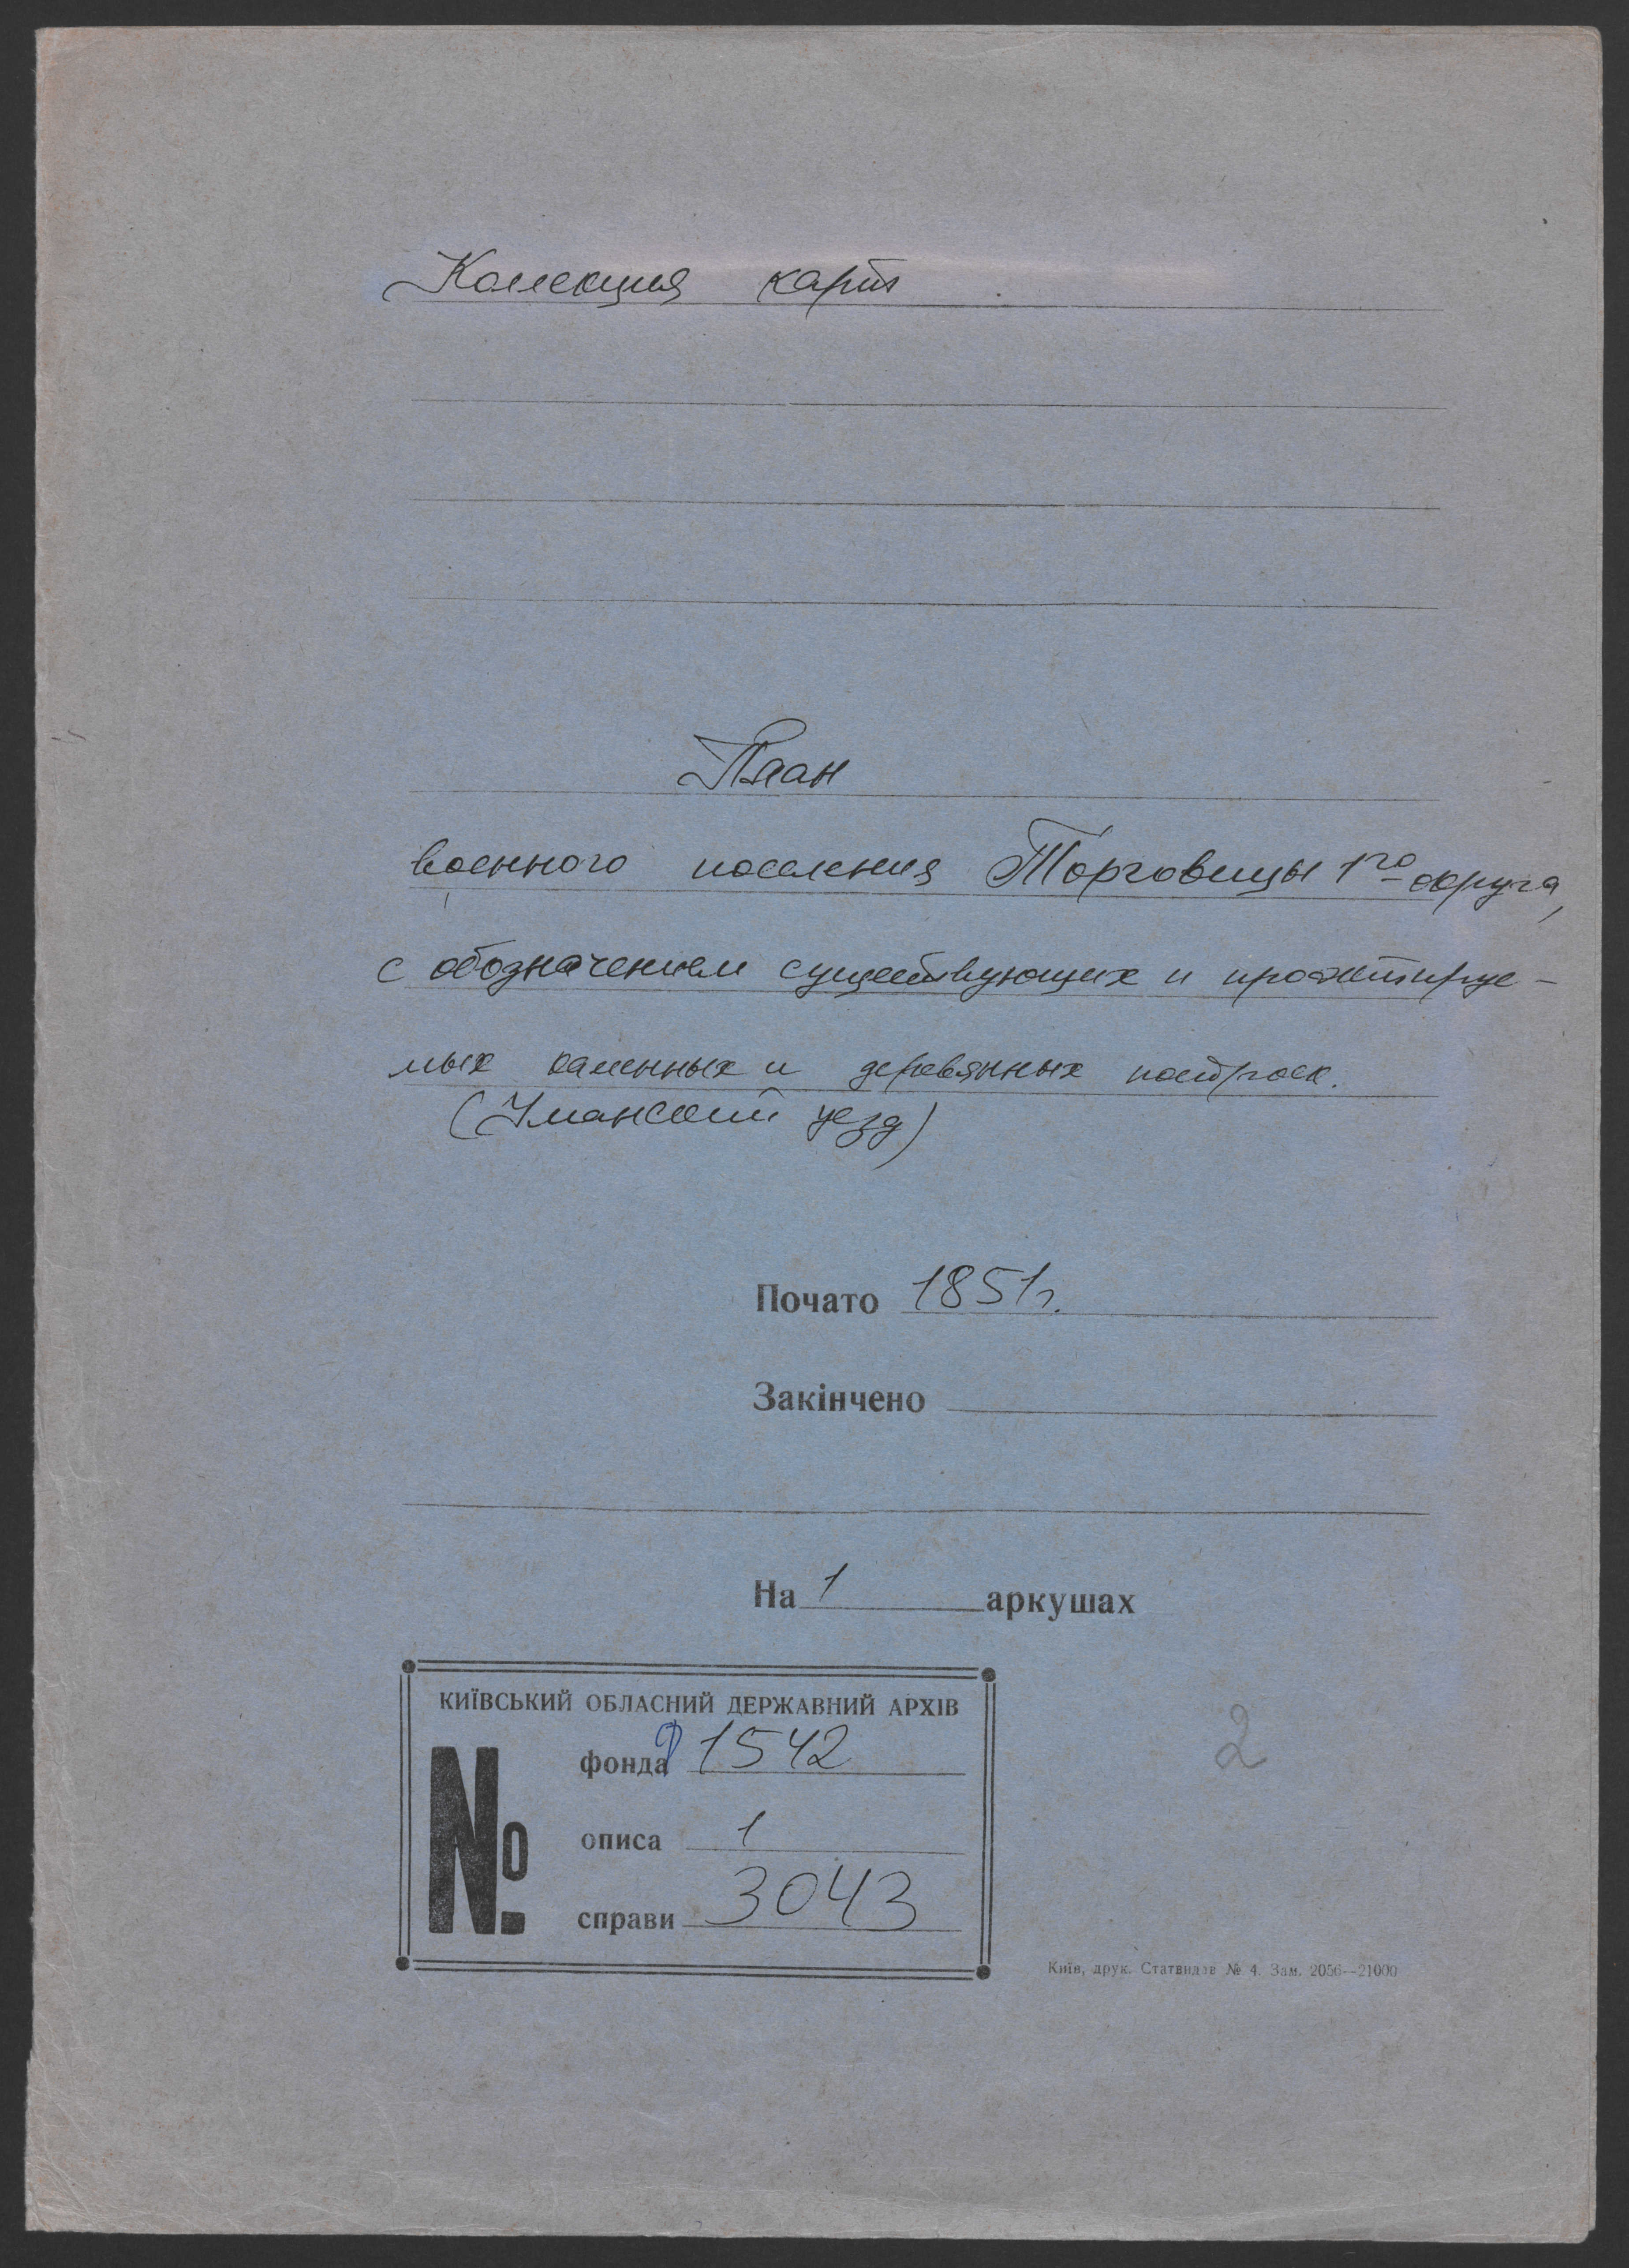 Коллекция карт
План
военного поселения Торговицы 1го округа,
с обозначением существующих и проектируе-
мых каменных и деревянных построек.
(Уманский уезд)
Почато 1851г.
Закінчено
На 1 аркушах
КИЇВСЬКИЙ ОБЛАСНИЙ ДЕРЖАВНИЙ АРХІВ
№
фонда 1542
описа 1
справи 3043
2
Київ, друк. Статвидав № 4. Зам. 2056—21000